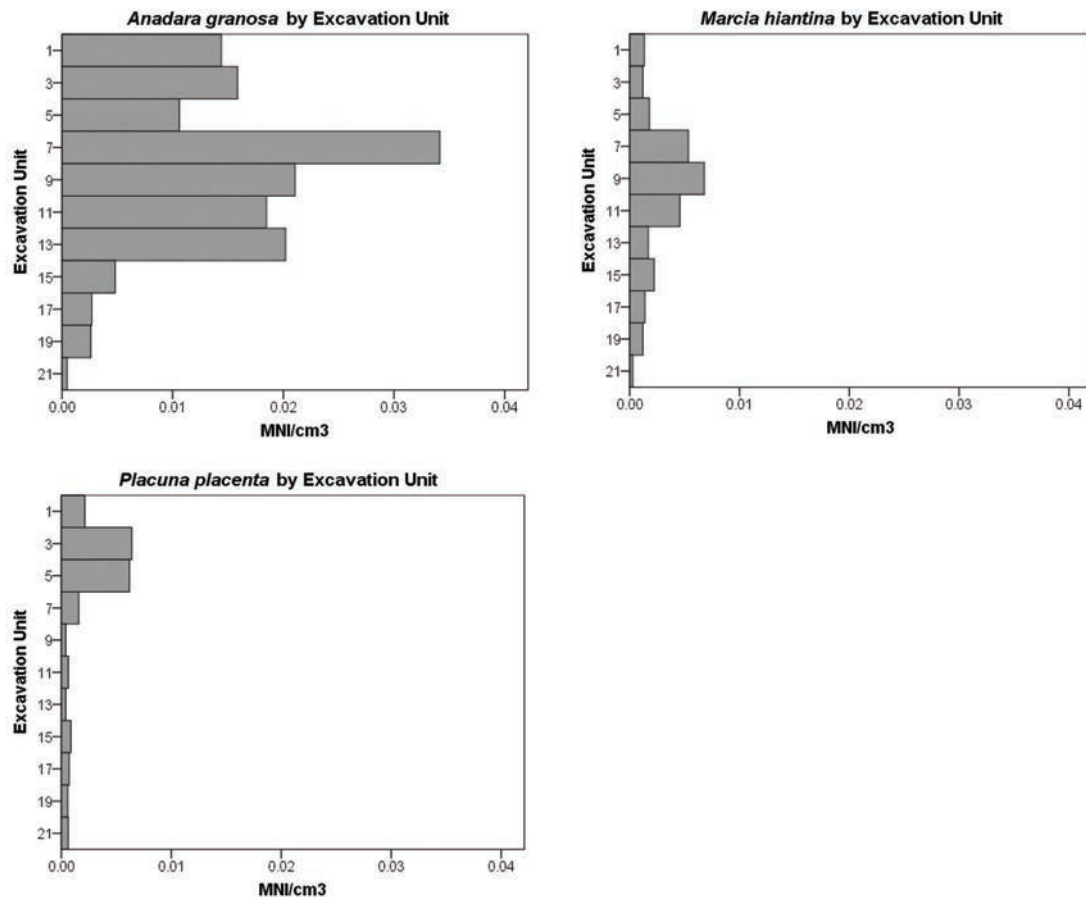 Anadara granosa by Excavation Unit
Excavation Unit
1
3
5
7
9
11
13
15
17
19
21
0.00 0.01 0.02 0.03 0.04
MNI/cm3
Marcia hiantina by Excavation Unit
Excavation Unit
1
3
5
7
9
11
13
15
17
19
21
0.00 0.01 0.02 0.03 0.04
MNI/cm3
Placuna placenta by Excavation Unit
Excavation Unit
1
3
5
7
9
11
13
15
17
19
21
0.00 0.01 0.02 0.03 0.04
MNI/cm3